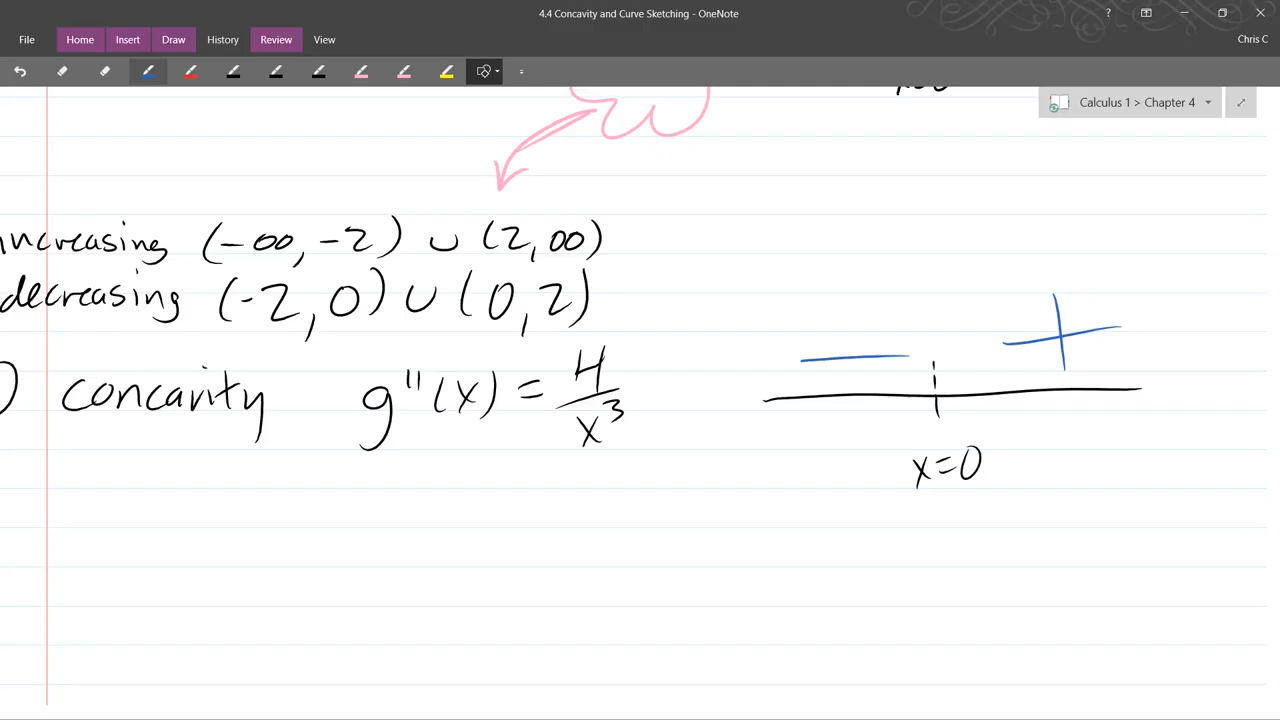 4.4 Concavity and Curve Sketching - OneNote
File Home Insert Draw History Review View
Chris C
Calculus 1 > Chapter 4
increasing (-∞, -2) ∪ (2, ∞)
decreasing (-2, 0) ∪ (0, 2)
) concavity g''(x) = 4/x³
− +
x=0